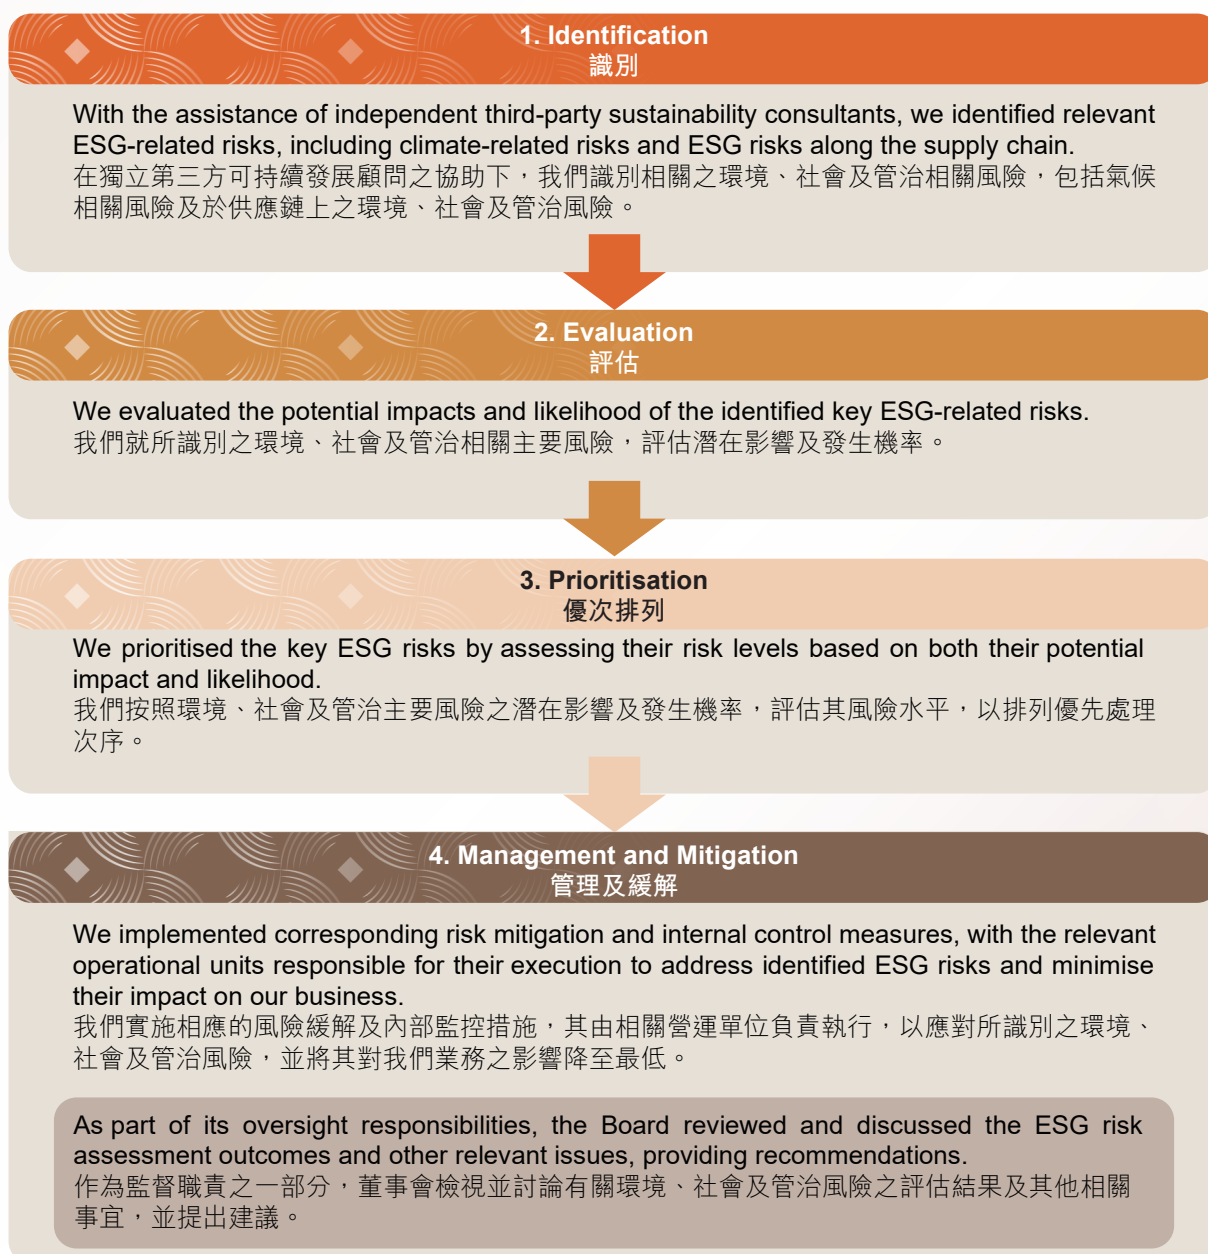 1. Identification
識別
With the assistance of independent third-party sustainability consultants, we identified relevant
ESG-related risks, including climate-related risks and ESG risks along the supply chain.
在獨立第三方可持續發展顧問之協助下，我們識別相關之環境、社會及管治相關風險，包括氣候
相關風險及於供應鏈上之環境、社會及管治風險。
2. Evaluation
評估
We evaluated the potential impacts and likelihood of the identified key ESG-related risks.
我們就所識別之環境、社會及管治相關主要風險，評估潛在影響及發生機率。
3. Prioritisation
優次排列
We prioritised the key ESG risks by assessing their risk levels based on both their potential
impact and likelihood.
我們按照環境、社會及管治主要風險之潛在影響及發生機率，評估其風險水平，以排列優先處理
次序。
4. Management and Mitigation
管理及緩解
We implemented corresponding risk mitigation and internal control measures, with the relevant
operational units responsible for their execution to address identified ESG risks and minimise
their impact on our business.
我們實施相應的風險緩解及內部監控措施，其由相關營運單位負責執行，以應對所識別之環境、
社會及管治風險，並將其對我們業務之影響降至最低。
As part of its oversight responsibilities, the Board reviewed and discussed the ESG risk
assessment outcomes and other relevant issues, providing recommendations.
作為監督職責之一部分，董事會檢視並討論有關環境、社會及管治風險之評估結果及其他相關
事宜，並提出建議。